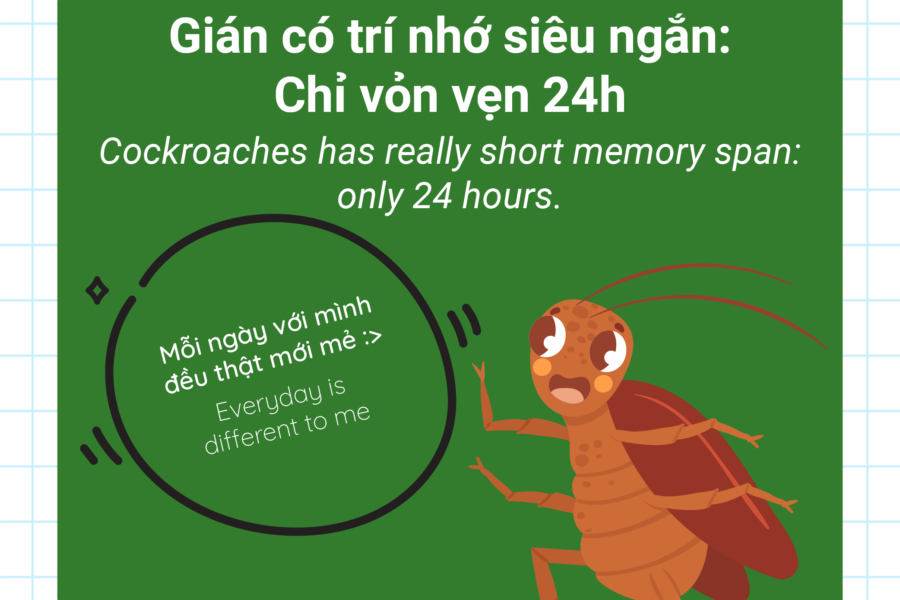 Gián có trí nhớ siêu ngắn:
Chỉ vỏn vẹn 24h
Cockroaches has really short memory span:
only 24 hours.
Mỗi ngày với mình
đều thật mới mẻ :>
Everyday is
different to me